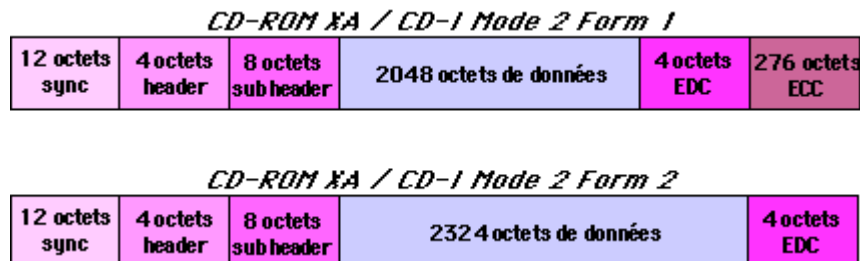 CD-ROM XA / CD-I Mode 2 Form 1
12 octets sync
4 octets header
8 octets sub header
2048 octets de données
4 octets EDC
276 octets ECC
CD-ROM XA / CD-I Mode 2 Form 2
12 octets sync
4 octets header
8 octets sub header
2324 octets de données
4 octets EDC